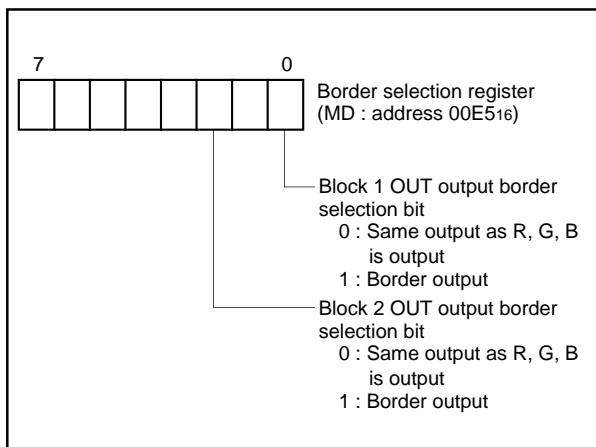 7 0
Border selection register
(MD : address 00E516)
Block 1 OUT output border
selection bit
0 : Same output as R, G, B
is output
1 : Border output
Block 2 OUT output border
selection bit
0 : Same output as R, G, B
is output
1 : Border output